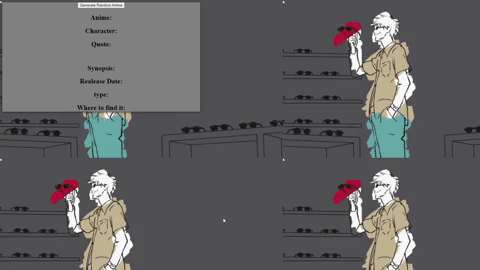 Generate Random Anime
Anime:
Character:
Quote:
Synopsis:
Realease Date:
type:
Where to find it: